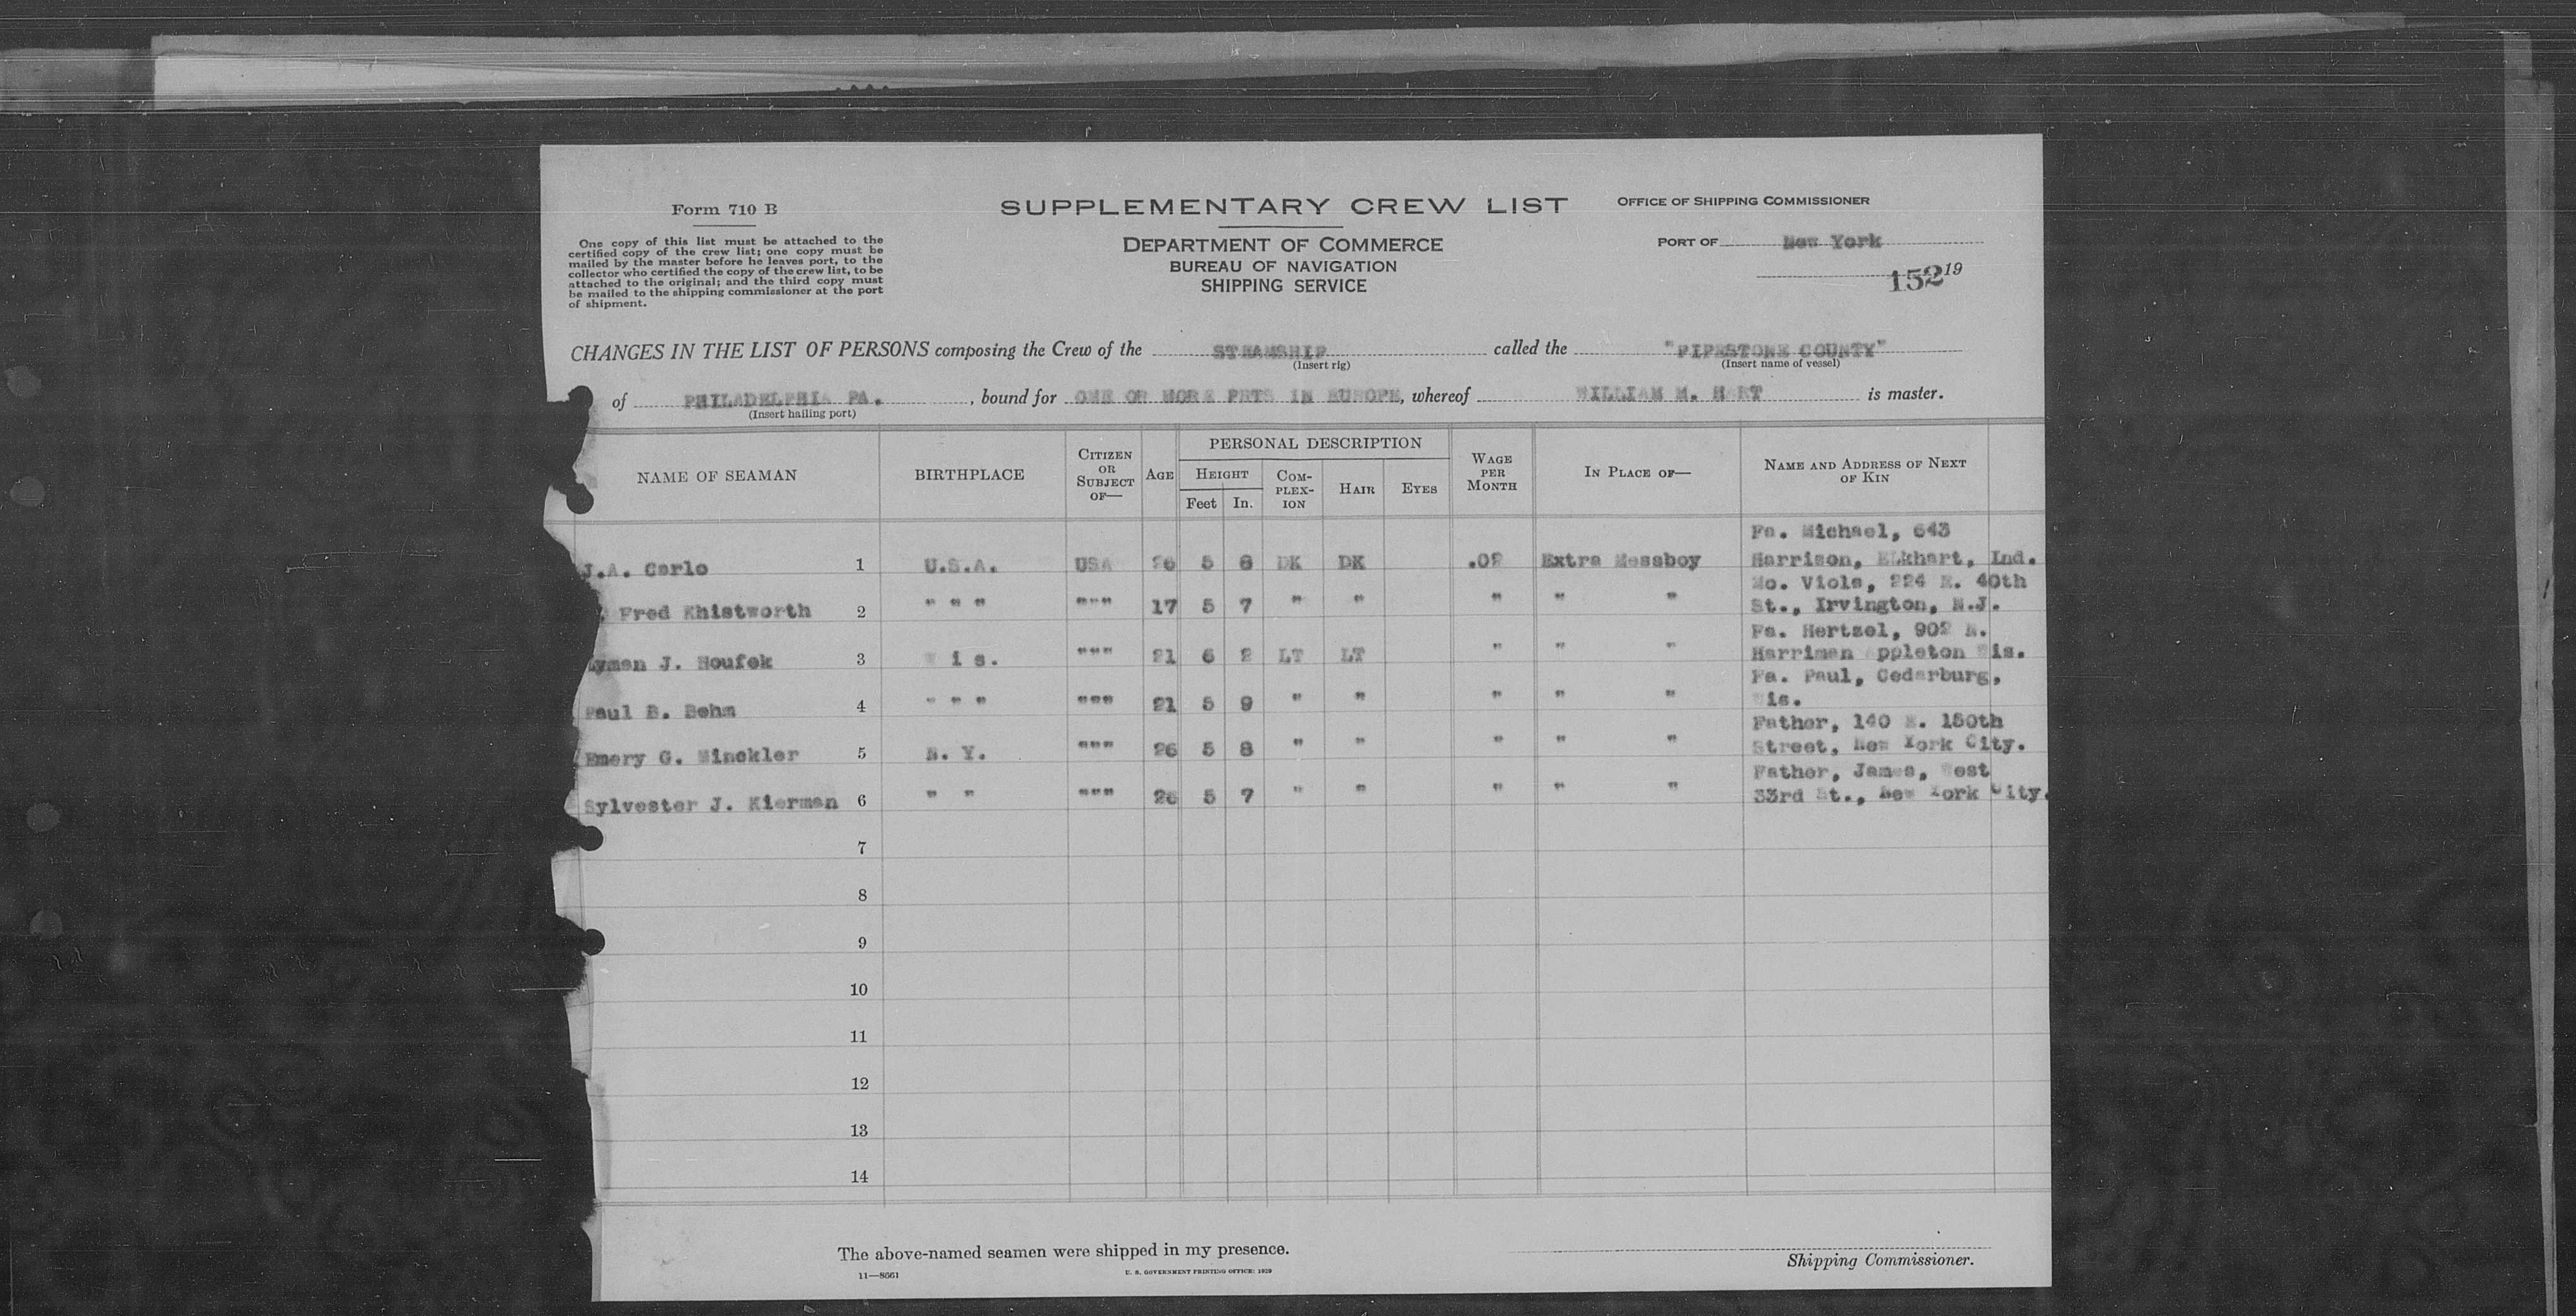 Form 710 B
SUPPLEMENTARY CREW LIST
OFFICE OF SHIPPING COMMISSIONER
One copy of this list must be attached to the
certified copy of the crew list; one copy must be
mailed by the master before he leaves port, to the
collector who certified the copy of the crew list, to be
attached to the original; and the third copy must
be mailed to the shipping commissioner at the port
of shipment.
DEPARTMENT OF COMMERCE
BUREAU OF NAVIGATION
SHIPPING SERVICE
PORT OF New York
152 19
CHANGES IN THE LIST OF PERSONS composing the Crew of the STEAMSHIP called the "PIPESTONE COUNTY"
(Insert rig) (Insert name of vessel)
of PHILADELPHIA PA. , bound for ONE OR MORE PRTS IN EUROPE, whereof WILLIAM M. HART is master.
(Insert hailing port)
NAME OF SEAMAN BIRTHPLACE CITIZEN OR SUBJECT OF— AGE PERSONAL DESCRIPTION HEIGHT Feet In. COMPLEXION HAIR EYES WAGE PER MONTH IN PLACE OF— NAME AND ADDRESS OF NEXT OF KIN
Fa. Michael, 643
J.A. Carlo 1 U.S.A. USA 26 5 8 DK DK .02 Extra Messboy Harrison, ELkhart, Ind.
Mo. Viola, 224 E. 40th
Fred Khistworth 2 " " " """ 17 5 7 " " " " " St., Irvington, N.J.
Fa. Hertzel, 902 N.
Lyman J. Houfek 3 W i s. """ 21 6 2 LT LT " " " Harriman Appleton Wis.
Fa. Paul, Cedarburg,
Paul B. Behm 4 " " " """ 21 5 9 " " " " " Wis.
Father, 140 E. 150th
Emery G. Winckler 5 N. Y. """ 26 5 8 " " " " " Street, New York City.
Father, James, West
Sylvester J. Kierman 6 " " """ 26 5 7 " " " " " 33rd St., New York City.
7
8
9
10
11
12
13
14
The above-named seamen were shipped in my presence.
Shipping Commissioner.
11—8661 U. S. GOVERNMENT PRINTING OFFICE: 1929